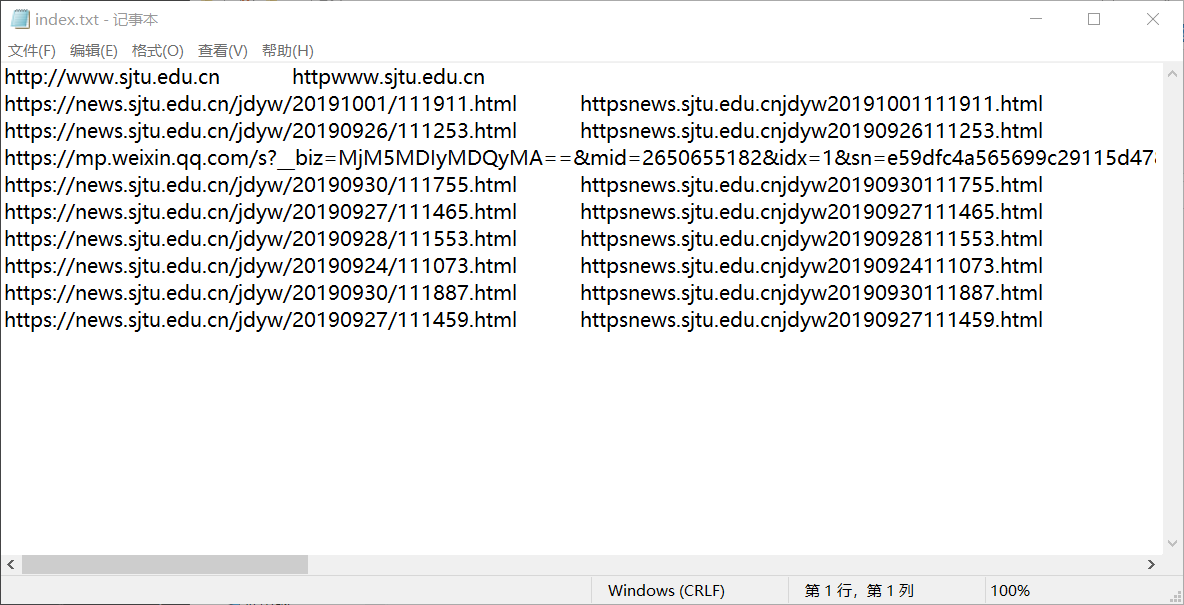 index.txt - 记事本
文件(F) 编辑(E) 格式(O) 查看(V) 帮助(H)
http://www.sjtu.edu.cn httpwww.sjtu.edu.cn
https://news.sjtu.edu.cn/jdyw/20191001/111911.html httpsnews.sjtu.edu.cnjdyw20191001111911.html
https://news.sjtu.edu.cn/jdyw/20190926/111253.html httpsnews.sjtu.edu.cnjdyw20190926111253.html
https://mp.weixin.qq.com/s?__biz=MjM5MDIyMDQyMA==&mid=2650655182&idx=1&sn=e59dfc4a565699c29115d47
https://news.sjtu.edu.cn/jdyw/20190930/111755.html httpsnews.sjtu.edu.cnjdyw20190930111755.html
https://news.sjtu.edu.cn/jdyw/20190927/111465.html httpsnews.sjtu.edu.cnjdyw20190927111465.html
https://news.sjtu.edu.cn/jdyw/20190928/111553.html httpsnews.sjtu.edu.cnjdyw20190928111553.html
https://news.sjtu.edu.cn/jdyw/20190924/111073.html httpsnews.sjtu.edu.cnjdyw20190924111073.html
https://news.sjtu.edu.cn/jdyw/20190930/111887.html httpsnews.sjtu.edu.cnjdyw20190930111887.html
https://news.sjtu.edu.cn/jdyw/20190927/111459.html httpsnews.sjtu.edu.cnjdyw20190927111459.html
Windows (CRLF) 第 1 行，第 1 列 100%